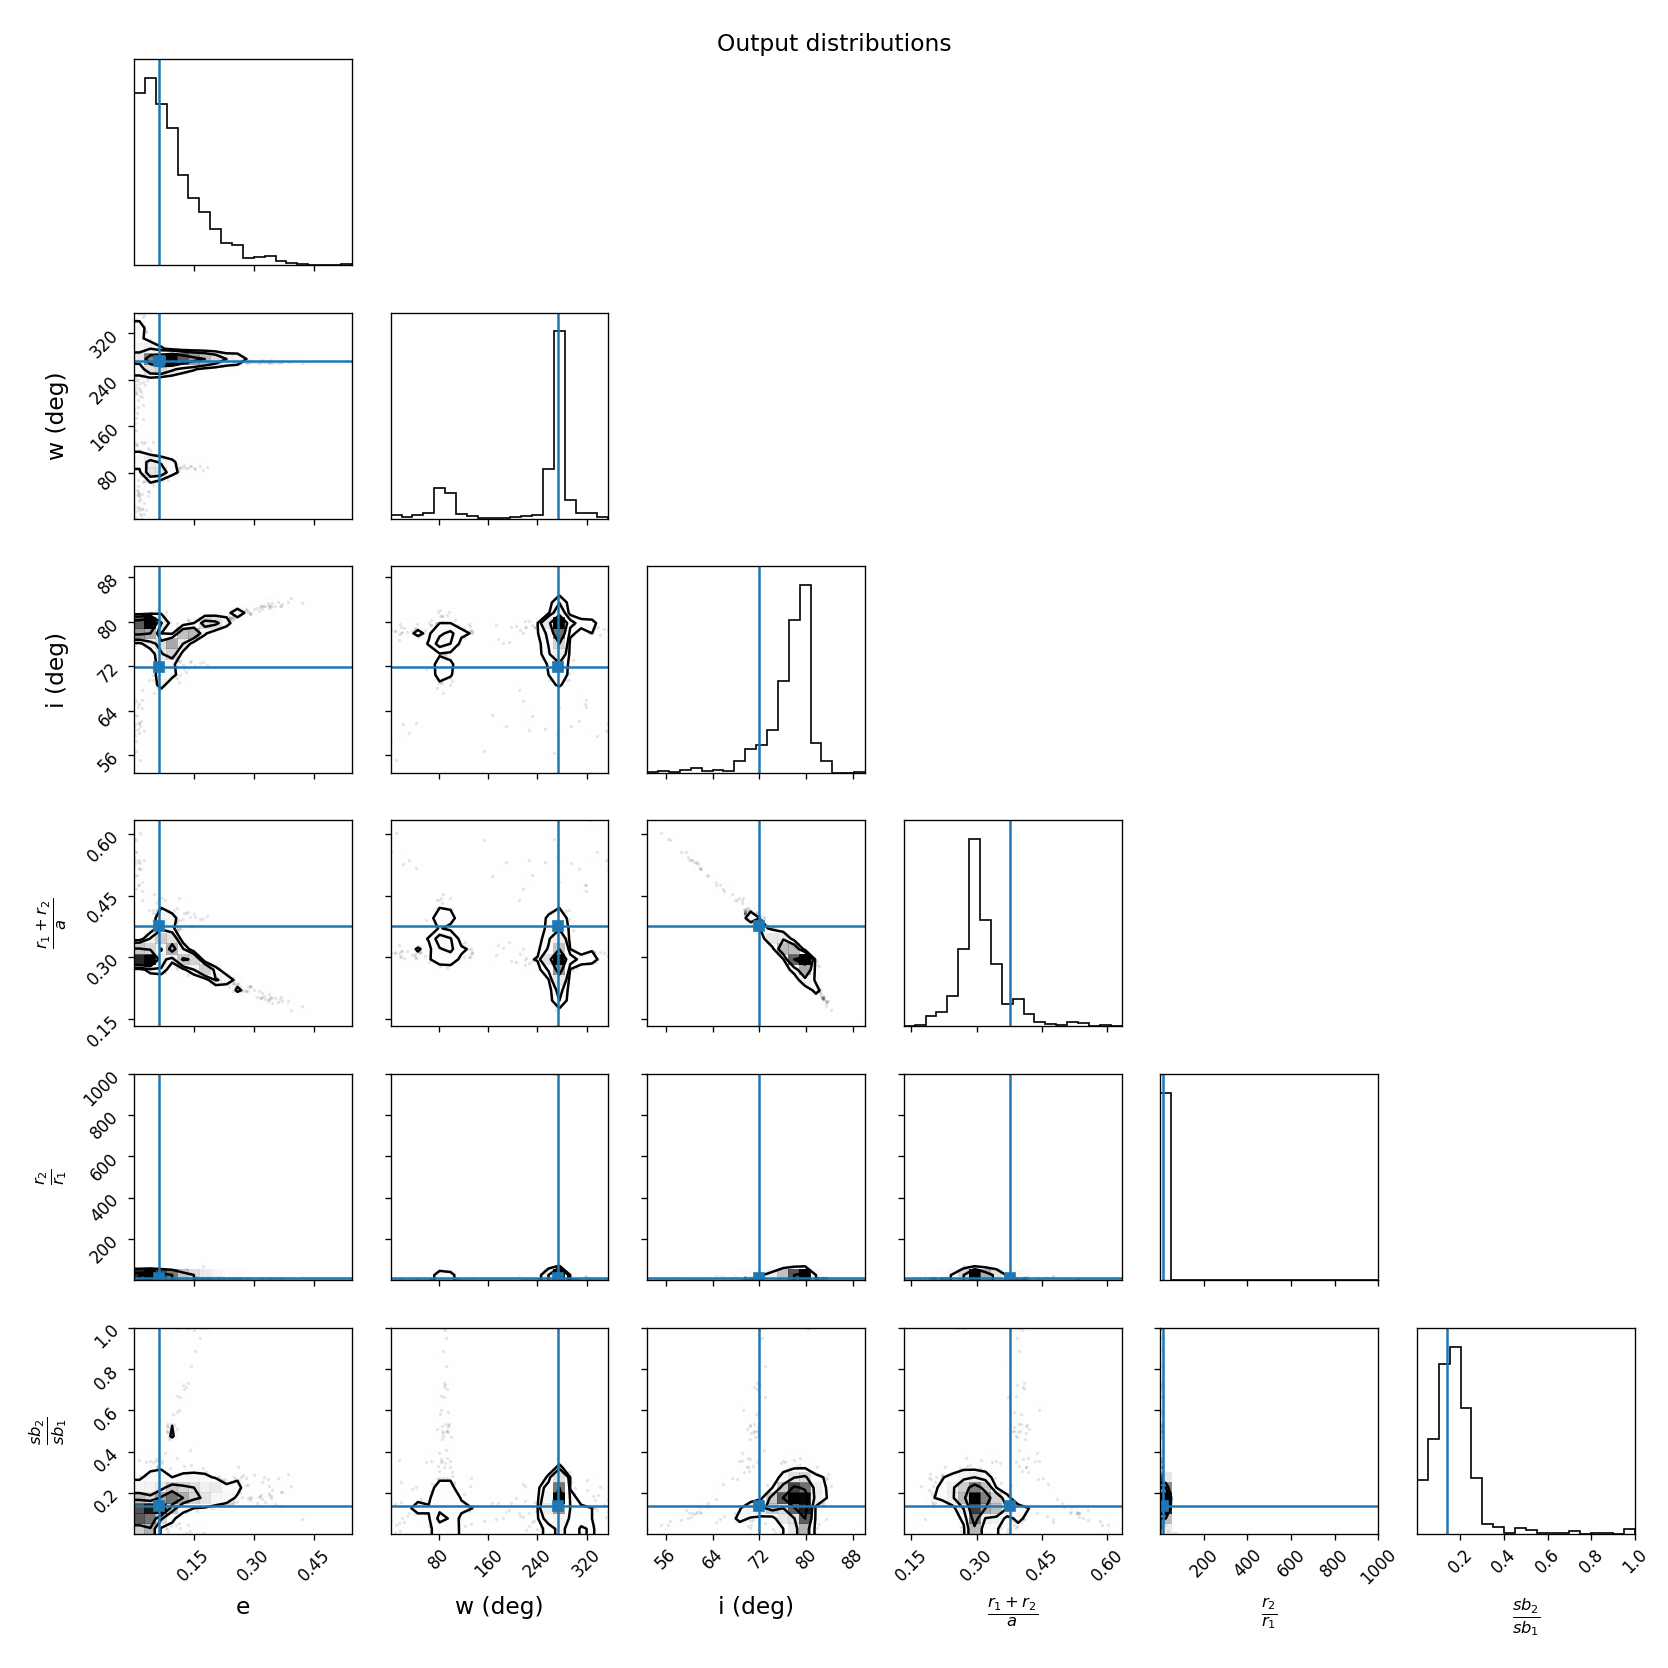 Output distributions
w (deg)
320
240
160
80
i (deg)
88
80
72
64
56
r₁ + r₂
a
0.60
0.45
0.30
0.15
r₂
r₁
1000
800
600
400
200
sb₂
sb₁
1.0
0.8
0.6
0.4
0.2
0.15 0.30 0.45 80 160 240 320 56 64 72 80 88 0.15 0.30 0.45 0.60 200 400 600 800 1000 0.2 0.4 0.6 0.8 1.0
e w (deg) i (deg) r₁ + r₂ r₂ sb₂
a r₁ sb₁